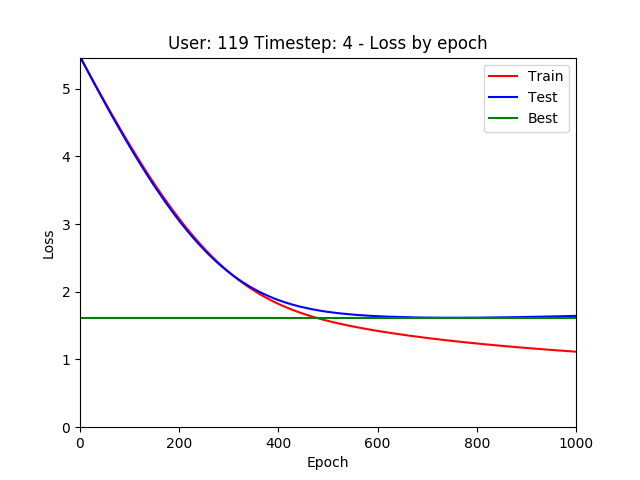 User: 119 Timestep: 4 - Loss by epoch
Train
Test
Best
5
4
3
2
1
0
Loss
0 200 400 600 800 1000
Epoch